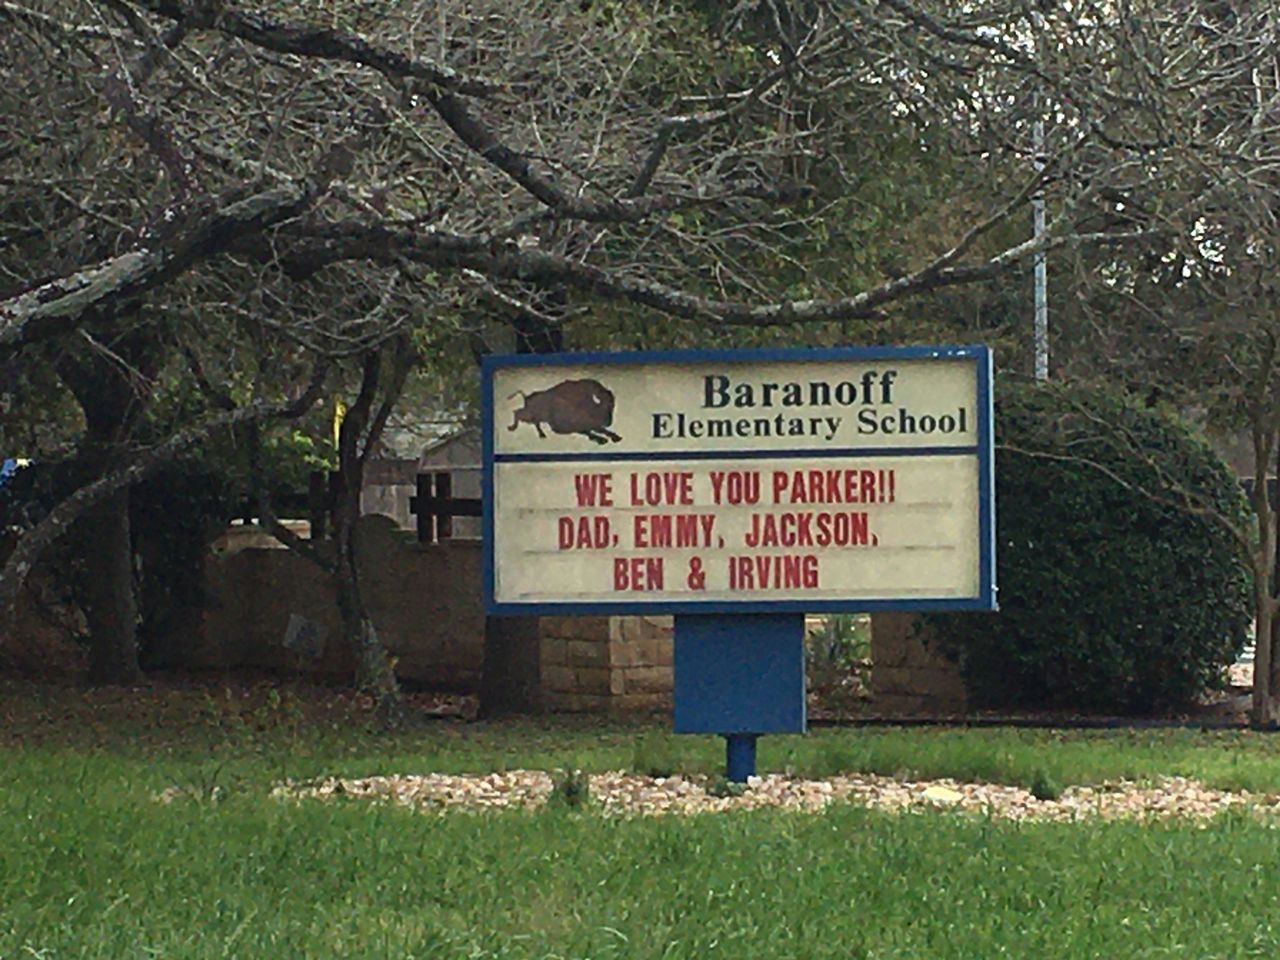 Baranoff
Elementary School
WE LOVE YOU PARKER!!
DAD, EMMY, JACKSON,
BEN & IRVING